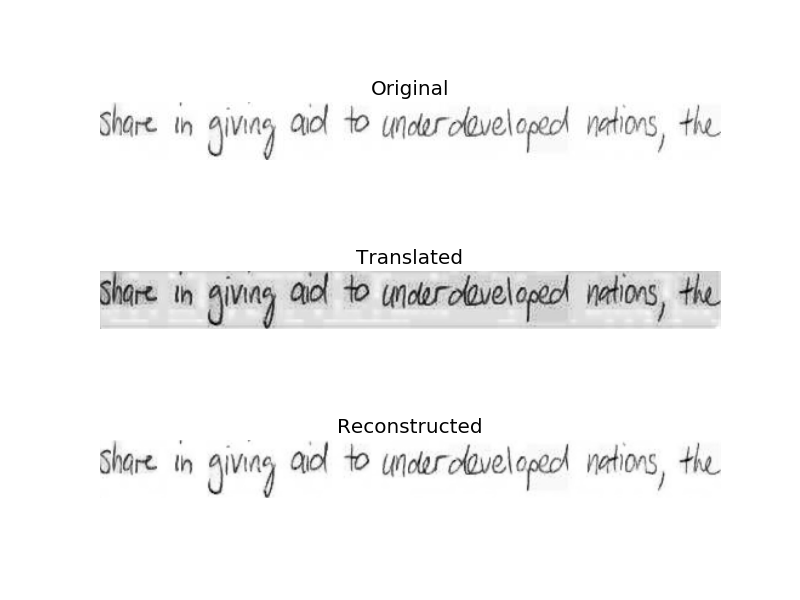 Original
share in giving aid to underdeveloped nations, the
Translated
share in giving aid to underdeveloped nations, the
Reconstructed
share in giving aid to underdeveloped nations, the